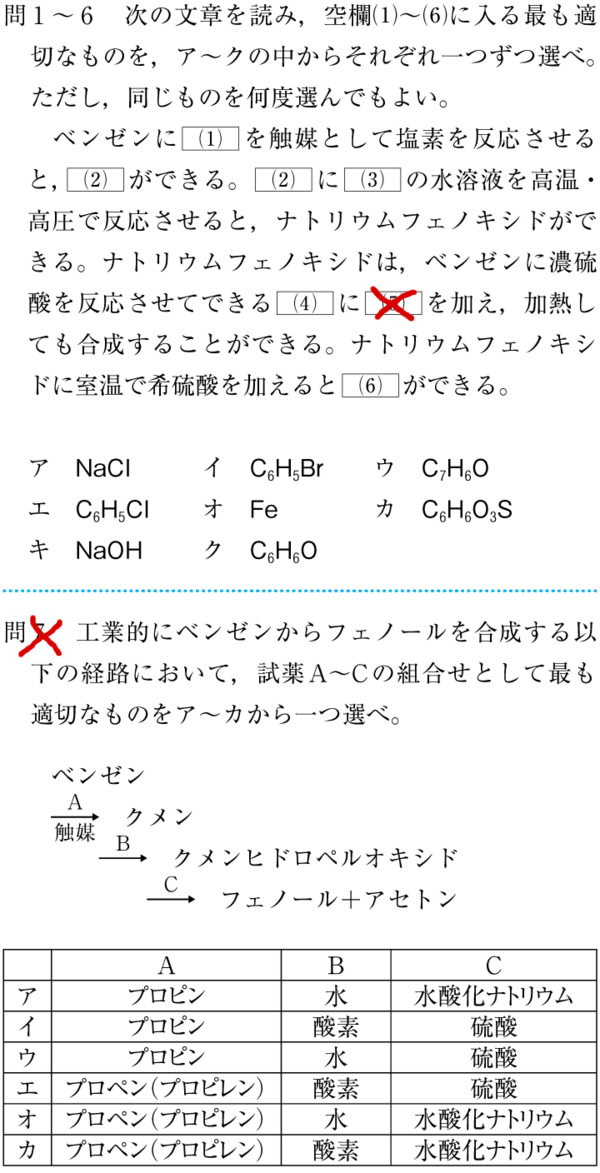 問1～6　次の文章を読み，空欄(1)～(6)に入る最も適
切なものを，ア～クの中からそれぞれ一つずつ選べ。
ただし，同じものを何度選んでもよい。
ベンゼンに (1) を触媒として塩素を反応させる
と， (2) ができる。 (2) に (3) の水溶液を高温・
高圧で反応させると，ナトリウムフェノキシドがで
きる。ナトリウムフェノキシドは，ベンゼンに濃硫
酸を反応させてできる (4) に を加え，加熱し
ても合成することができる。ナトリウムフェノキシ
ドに室温で希硫酸を加えると (6) ができる。
ア　NaCl　イ　C₆H₅Br　ウ　C₇H₆O
エ　C₆H₅Cl　オ　Fe　カ　C₆H₆O₃S
キ　NaOH　ク　C₆H₆O
問　工業的にベンゼンからフェノールを合成する以
下の経路において，試薬A～Cの組合せとして最も
適切なものをア～カから一つ選べ。
ベンゼン
A
触媒
クメン
B
クメンヒドロペルオキシド
C
フェノール＋アセトン
A　B　C
ア　プロピン　水　水酸化ナトリウム
イ　プロピン　酸素　硫酸
ウ　プロピン　水　硫酸
エ　プロペン(プロピレン)　酸素　硫酸
オ　プロペン(プロピレン)　水　水酸化ナトリウム
カ　プロペン(プロピレン)　酸素　水酸化ナトリウム